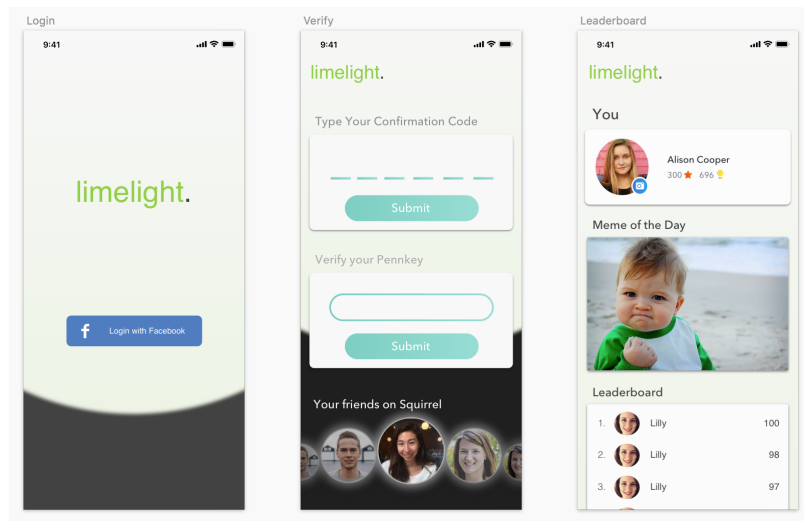 Login
9:41
limelight.
f Login with Facebook
Verify
9:41
limelight.
Type Your Confirmation Code
Submit
Verify your Pennkey
Submit
Your friends on Squirrel
Leaderboard
9:41
limelight.
You
Alison Cooper
300 696
Meme of the Day
Leaderboard
1. Lilly 100
2. Lilly 98
3. Lilly 97